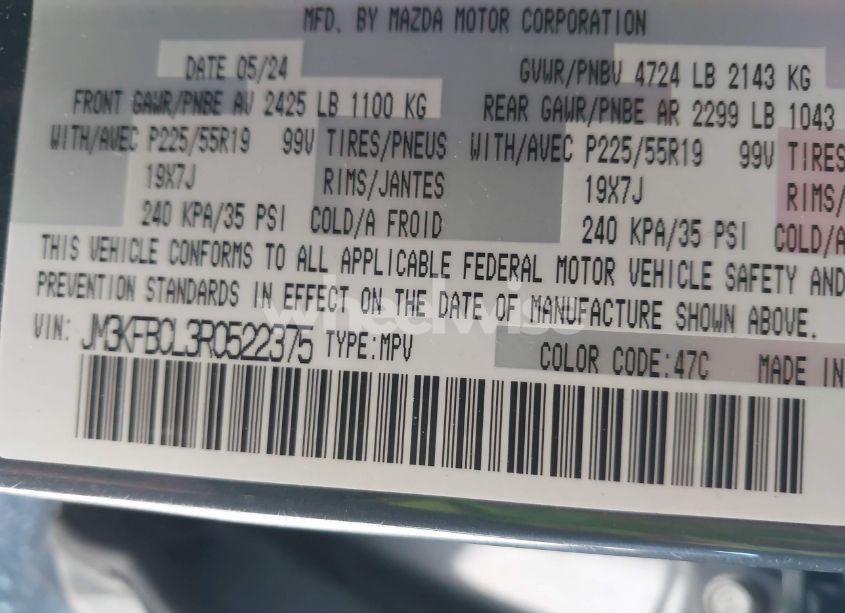 MFD. BY MAZDA MOTOR CORPORATION
DATE 05/24 GVWR/PNBV 4724 LB 2143 KG
FRONT GAWR/PNBE AV 2425 LB 1100 KG REAR GAWR/PNBE AR 2299 LB 1043
WITH/AVEC P225/55R19 99V TIRES/PNEUS WITH/AVEC P225/55R19 99V TIRES
19X7J RIMS/JANTES 19X7J RIMS/
240 KPA/35 PSI COLD/A FROID 240 KPA/35 PSI COLD/A
THIS VEHICLE CONFORMS TO ALL APPLICABLE FEDERAL MOTOR VEHICLE SAFETY AND
PREVENTION STANDARDS IN EFFECT ON THE DATE OF MANUFACTURE SHOWN ABOVE.
VIN: JM3KFBCL3R0522375 TYPE:MPV COLOR CODE:47C MADE IN
wheelwise